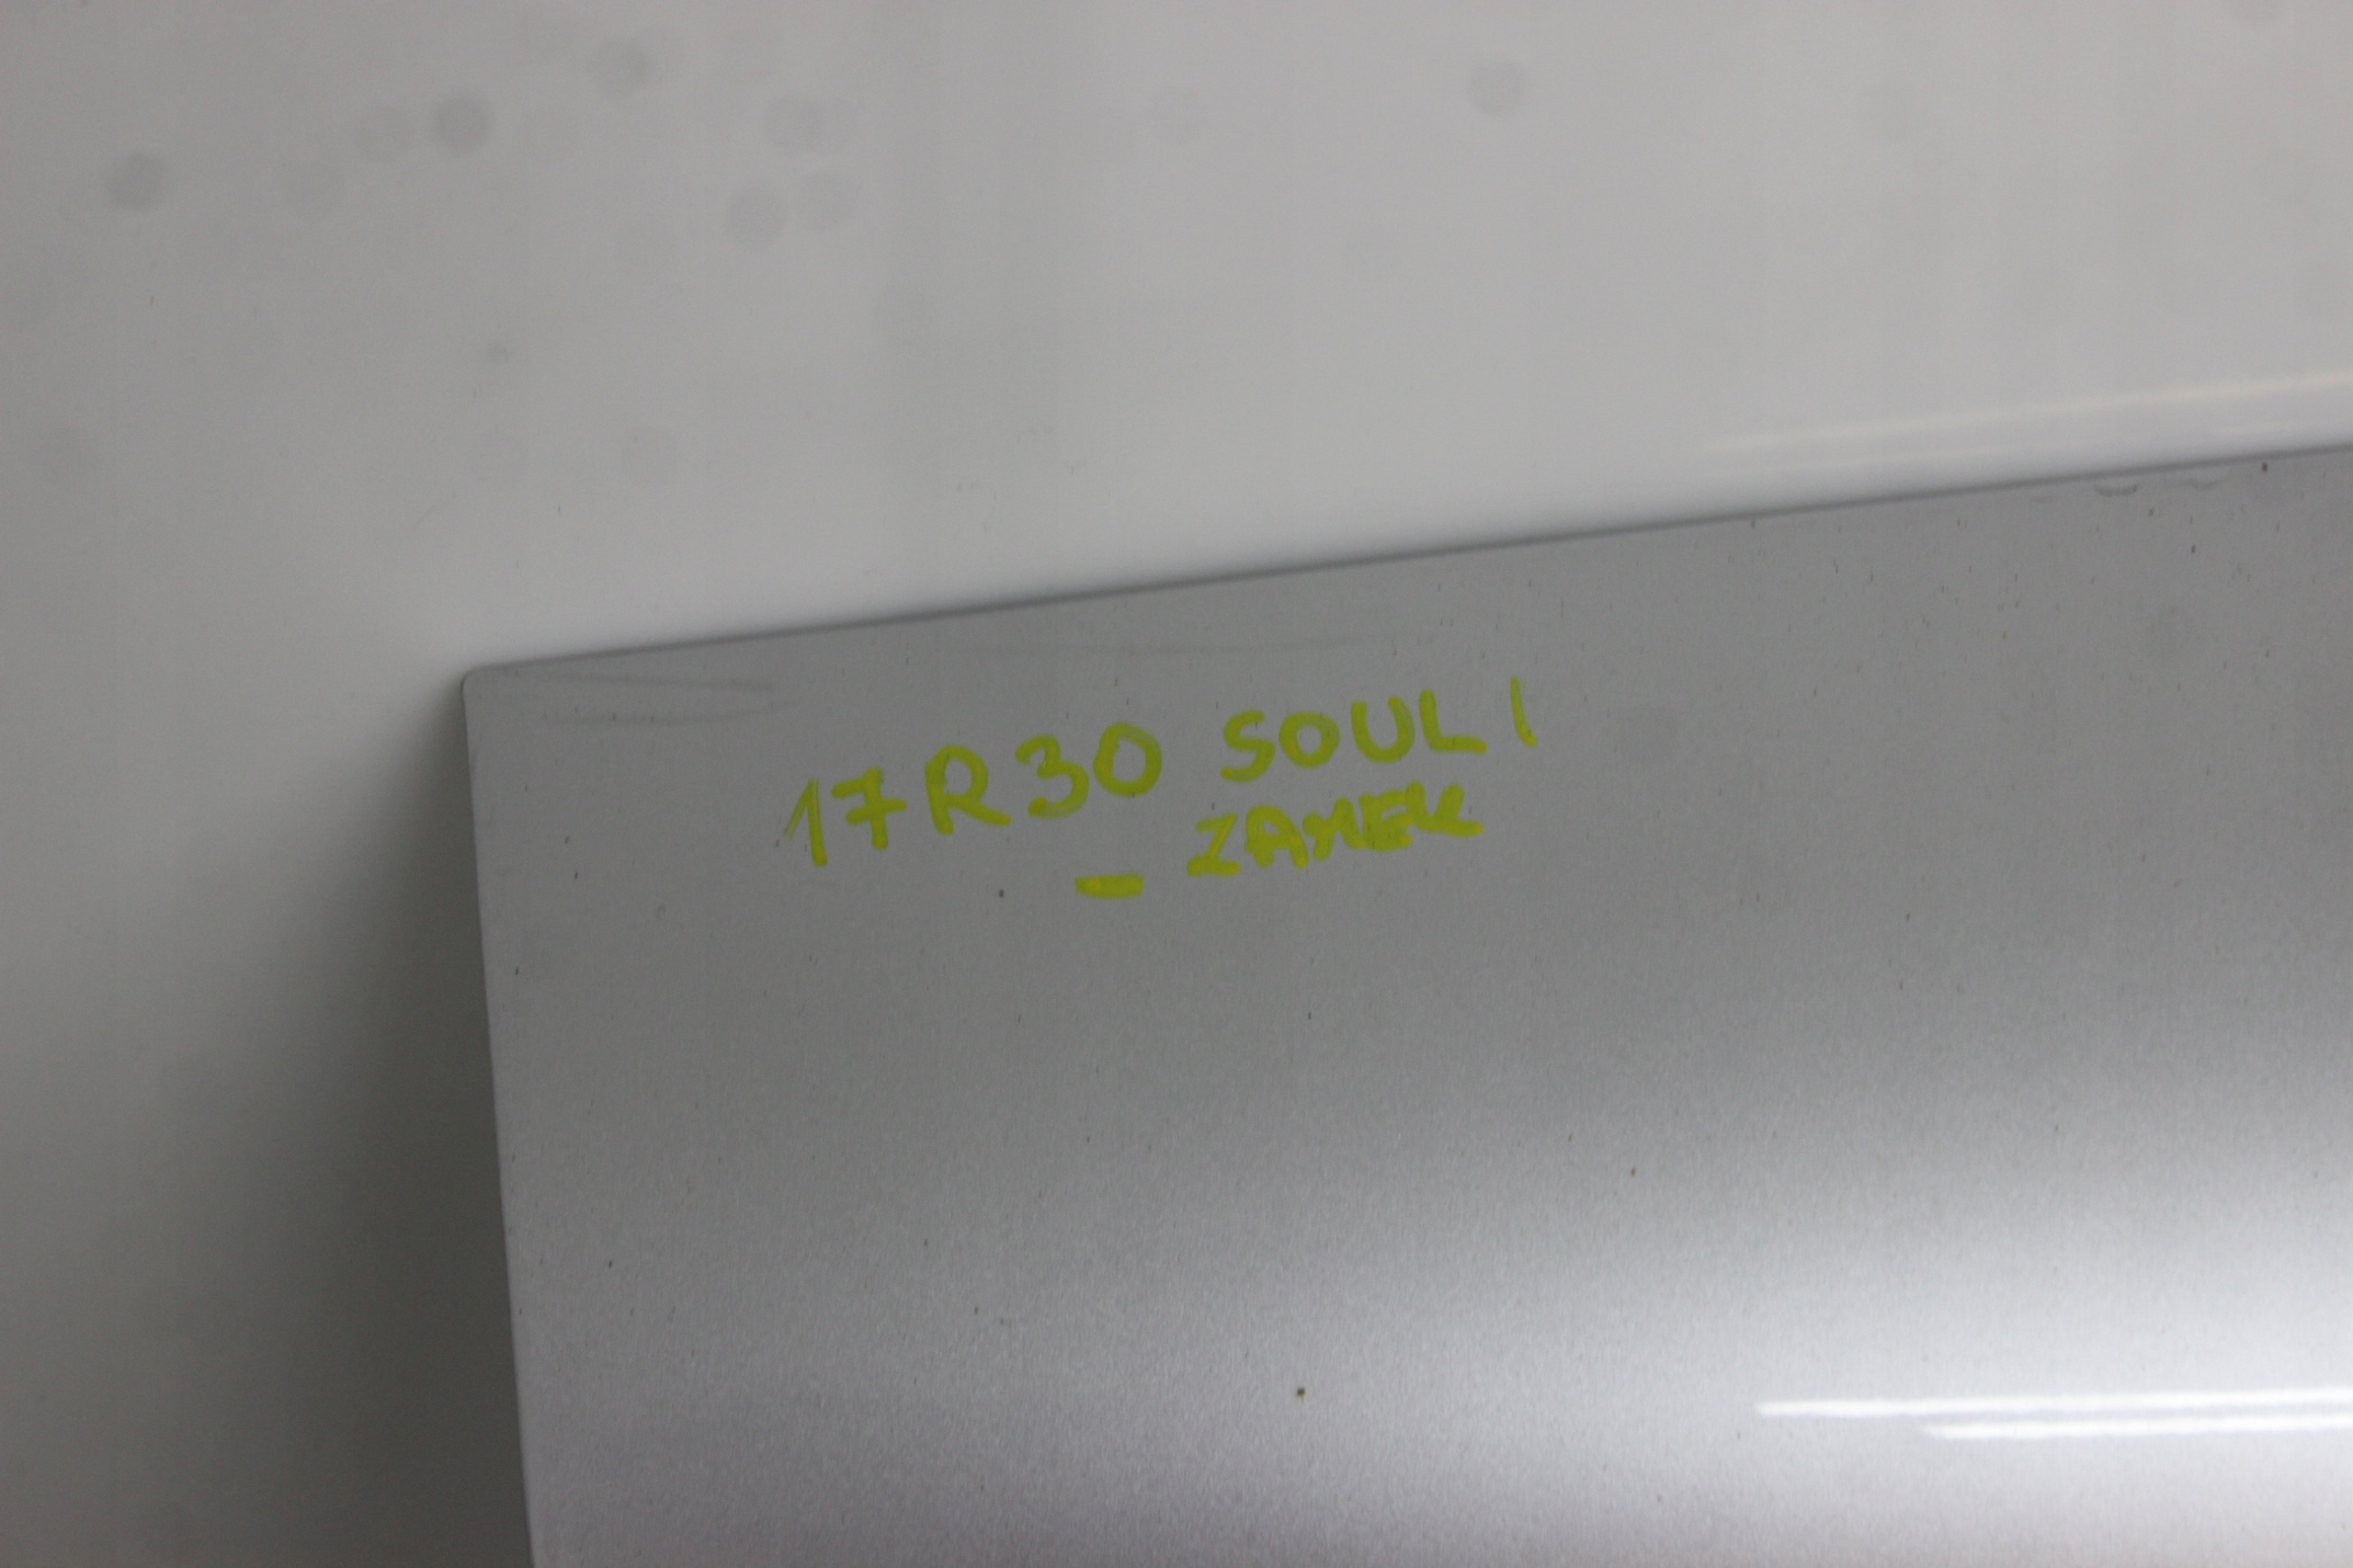 17R30 SOUL I
- ZAMEK